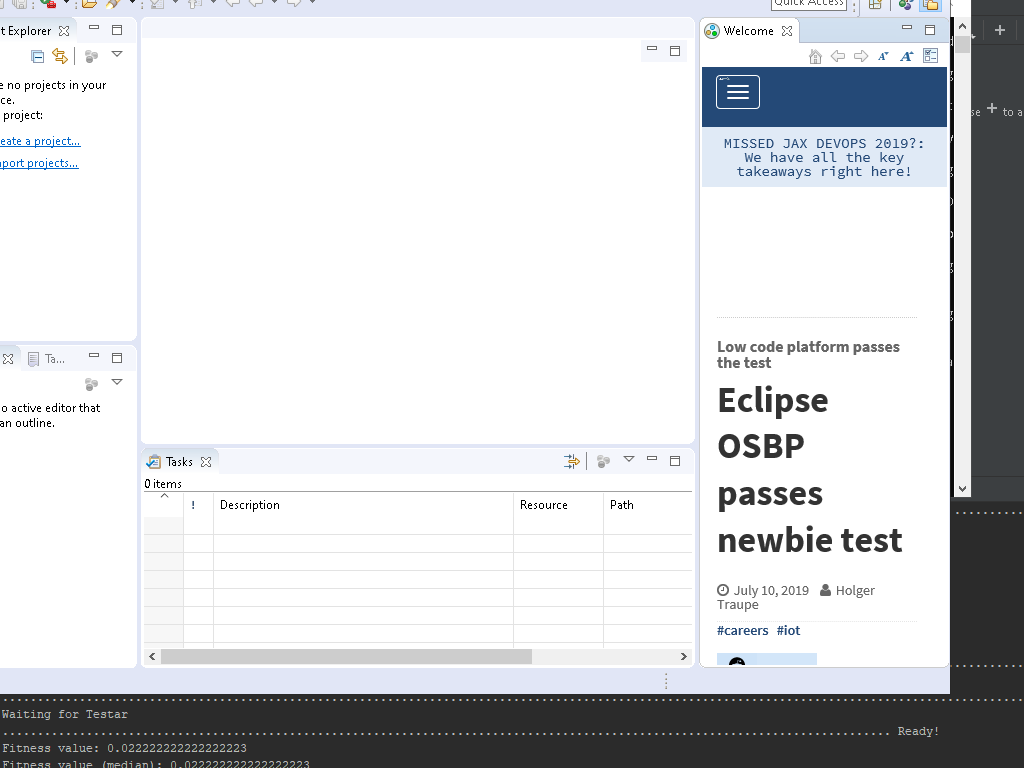 Quick Access
t Explorer
Welcome
e no projects in your
ce.
project:
eate a project...
port projects...
MISSED JAX DEVOPS 2019?:
We have all the key
takeaways right here!
se + to a
Low code platform passes
the test
Eclipse
OSBP
passes
newbie test
July 10, 2019 Holger
Traupe
#careers #iot
Ta...
o active editor that
an outline.
Tasks
0 items
! Description Resource Path
Waiting for Testar
Ready!
Fitness value: 0.022222222222222223
Fitness value (median): 0.022222222222222223